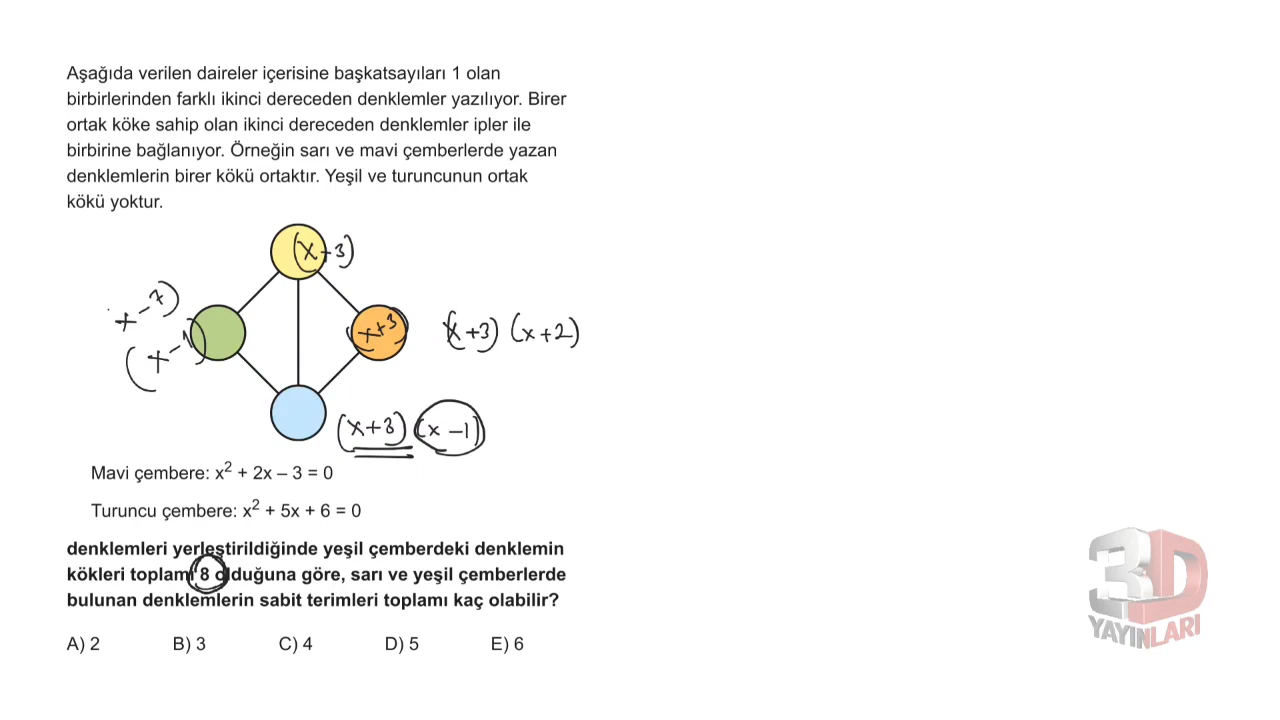 Aşağıda verilen daireler içerisine başkatsayıları 1 olan
birbirlerinden farklı ikinci dereceden denklemler yazılıyor. Birer
ortak köke sahip olan ikinci dereceden denklemler ipler ile
birbirine bağlanıyor. Örneğin sarı ve mavi çemberlerde yazan
denklemlerin birer kökü ortaktır. Yeşil ve turuncunun ortak
kökü yoktur.
(x+3)
x-7)
(x-1)
(x+3)
(x+3) (x+2)
(x+3) (x-1)
Mavi çembere: x² + 2x – 3 = 0
Turuncu çembere: x² + 5x + 6 = 0
denklemleri yerleştirildiğinde yeşil çemberdeki denklemin
kökleri toplamı 8 olduğuna göre, sarı ve yeşil çemberlerde
bulunan denklemlerin sabit terimleri toplamı kaç olabilir?
A) 2 B) 3 C) 4 D) 5 E) 6
3D
YAYINLARI